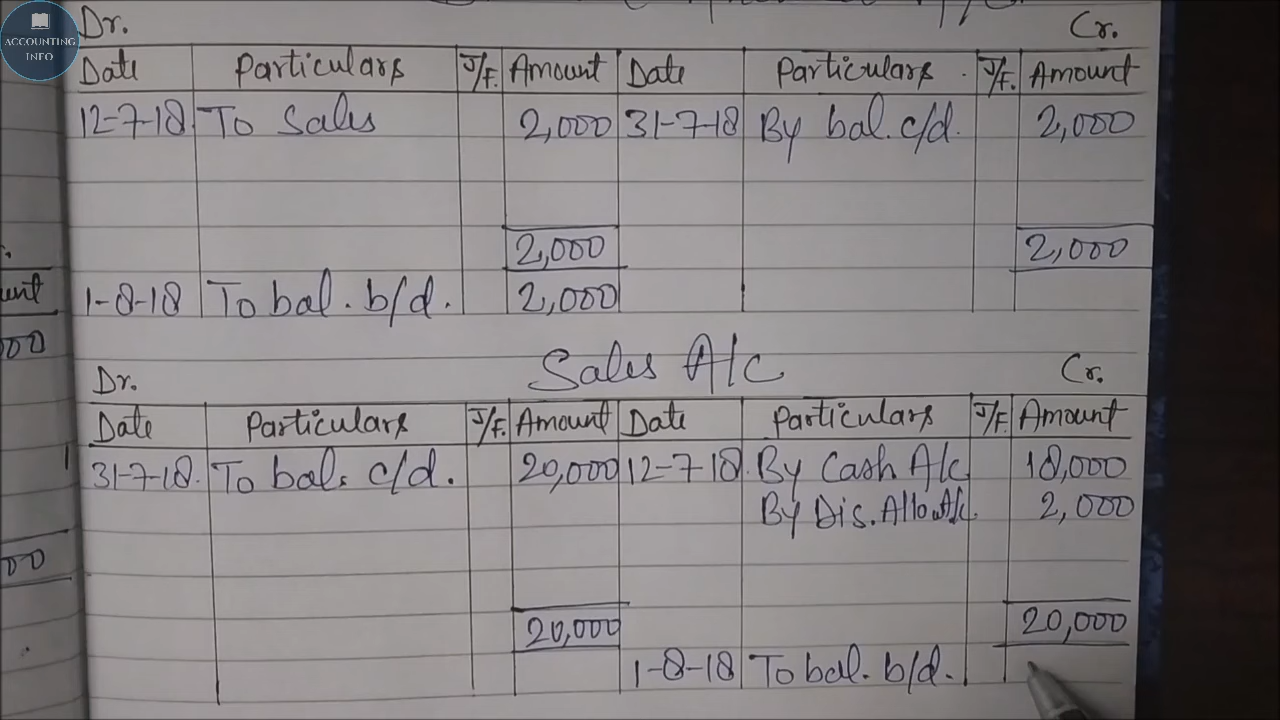 ACCOUNTING
INFO
Dr. Cr.
Date Particulars J/F. Amount Date Particulars. J/F. Amount
12-7-18 To Sales 2,000 31-7-18 By bal. c/d. 2,000
2,000 2,000
1-8-18 To bal. b/d. 2,000
Sales A/c
Dr. Cr.
Date Particulars J/F. Amount Date Particulars J/F. Amount
31-7-18. To bal. c/d. 20,000 12-7-18. By Cash A/c 18,000
By Dis. Allo. A/c. 2,000
20,000 20,000
1-8-18 To bal. b/d.